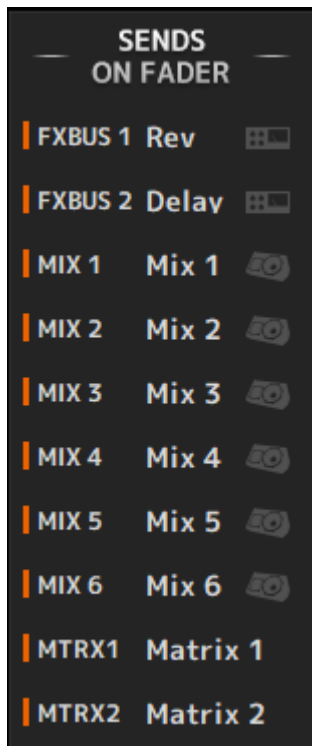 SENDS
ON FADER
FXBUS 1 Rev
FXBUS 2 Delay
MIX 1 Mix 1
MIX 2 Mix 2
MIX 3 Mix 3
MIX 4 Mix 4
MIX 5 Mix 5
MIX 6 Mix 6
MTRX1 Matrix 1
MTRX2 Matrix 2